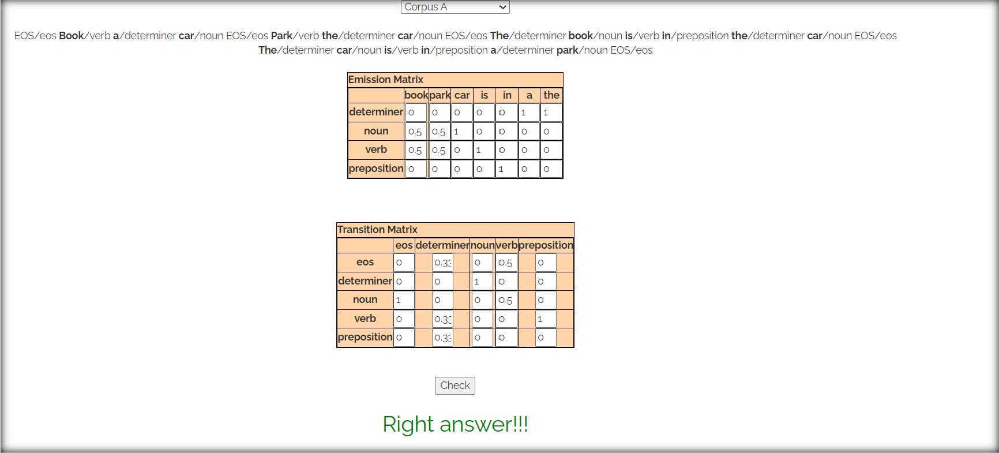 Corpus A
EOS/eos Book/verb a/determiner car/noun EOS/eos Park/verb the/determiner car/noun EOS/eos The/determiner book/noun is/verb in/preposition the/determiner car/noun EOS/eos
The/determiner car/noun is/verb in/preposition a/determiner park/noun EOS/eos
Emission Matrix
book park car is in a the
determiner 0 0 0 0 0 1 1
noun 0.5 0.5 1 0 0 0 0
verb 0.5 0.5 0 1 0 0 0
preposition 0 0 0 0 1 0 0
Transition Matrix
eos determiner noun verb preposition
eos 0 0.33 0 0.5 0
determiner 0 0 1 0 0
noun 1 0 0 0.5 0
verb 0 0.33 0 0 1
preposition 0 0.33 0 0 0
Check
Right answer!!!